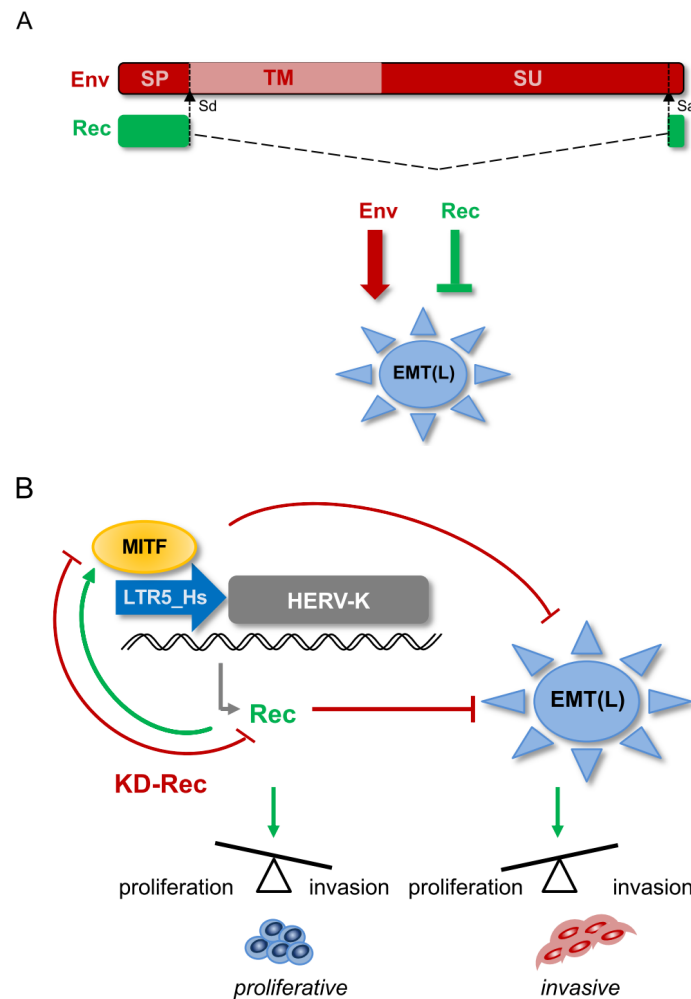 A
Env SP TM SU
Sd
Rec
Env Rec
EMT(L)
B
MITF
LTR5_Hs
HERV-K
EMT(L)
Rec
KD-Rec
proliferation invasion proliferation invasion
proliferative invasive